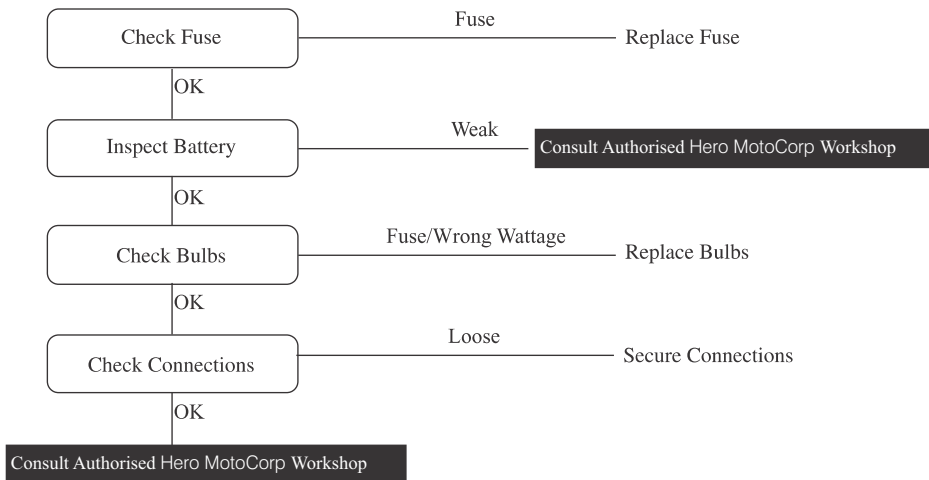 Fuse
Check Fuse
Replace Fuse
OK
Weak
Inspect Battery
Consult Authorised Hero MotoCorp Workshop
OK
Fuse/Wrong Wattage
Check Bulbs
Replace Bulbs
OK
Loose
Check Connections
Secure Connections
OK
Consult Authorised Hero MotoCorp Workshop